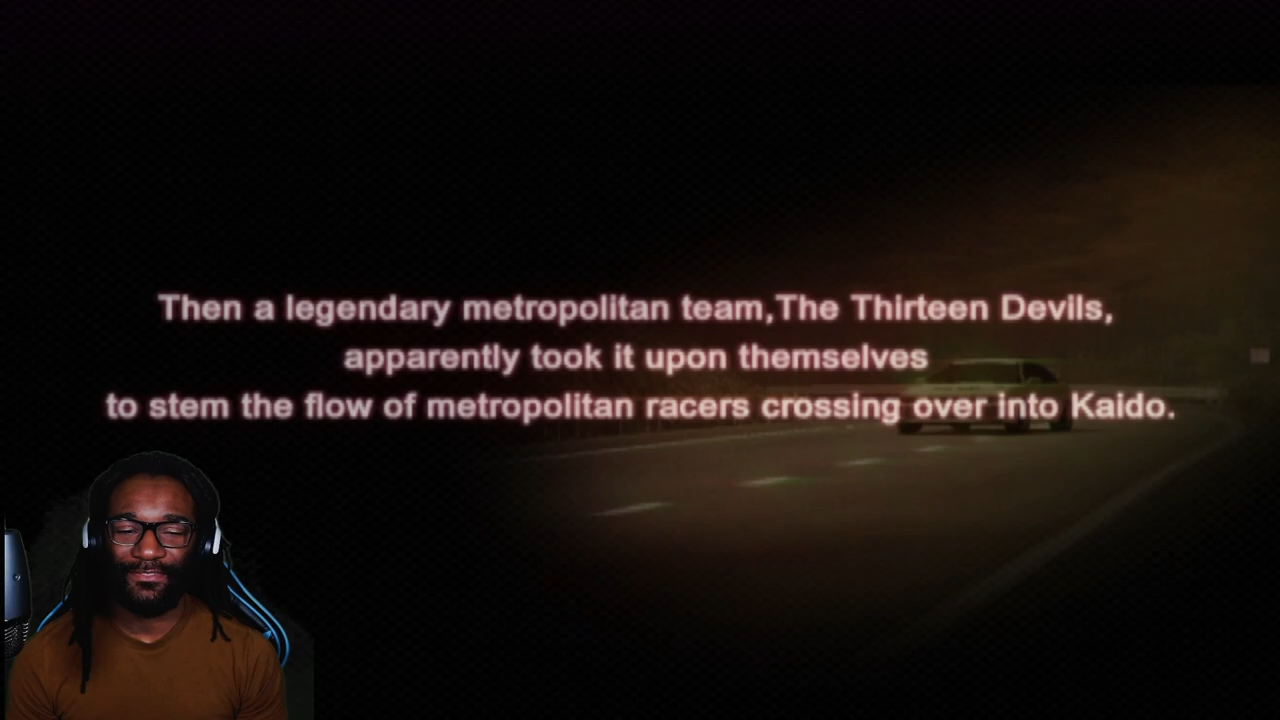 Then a legendary metropolitan team,The Thirteen Devils,
apparently took it upon themselves
to stem the flow of metropolitan racers crossing over into Kaido.